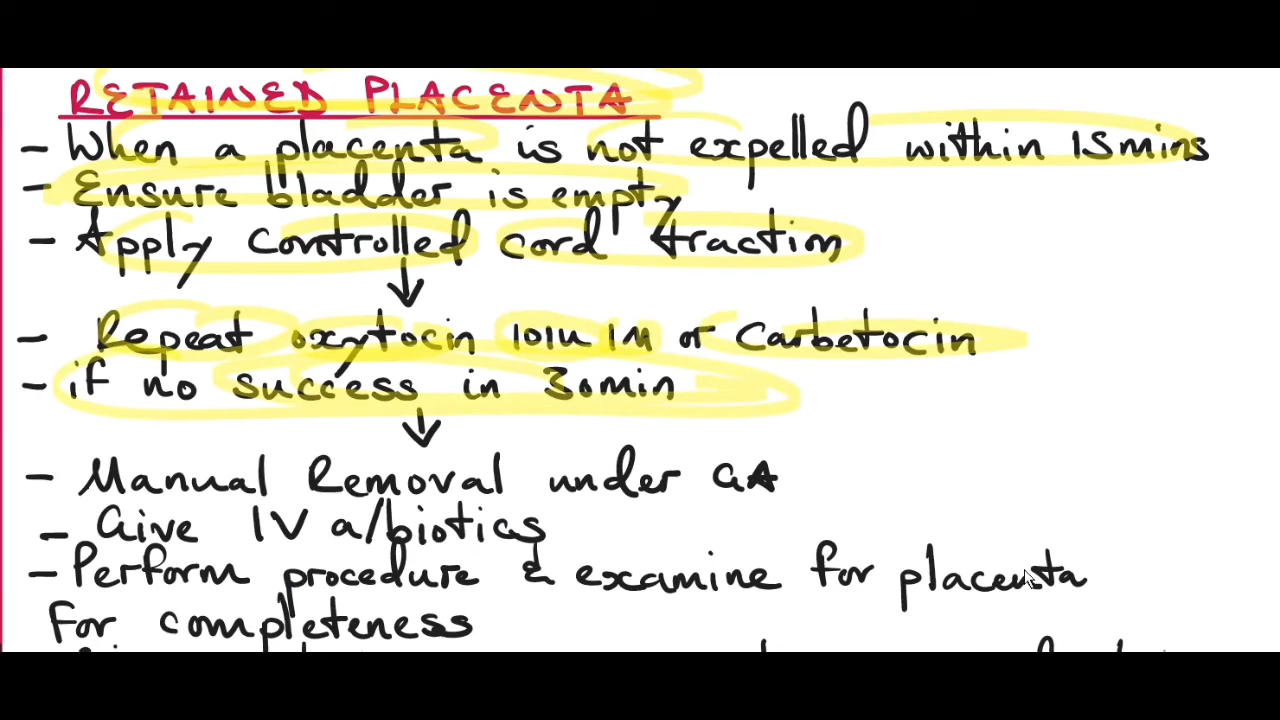 RETAINED PLACENTA
- When a placenta is not expelled within 15mins
- Ensure bladder is empty
- Apply controlled cord traction
- Repeat oxytocin 10IU IM or Carbetocin
- if no success in 30min
- Manual Removal under GA
- Give IV a/biotics
- Perform procedure & examine for placenta
for completeness